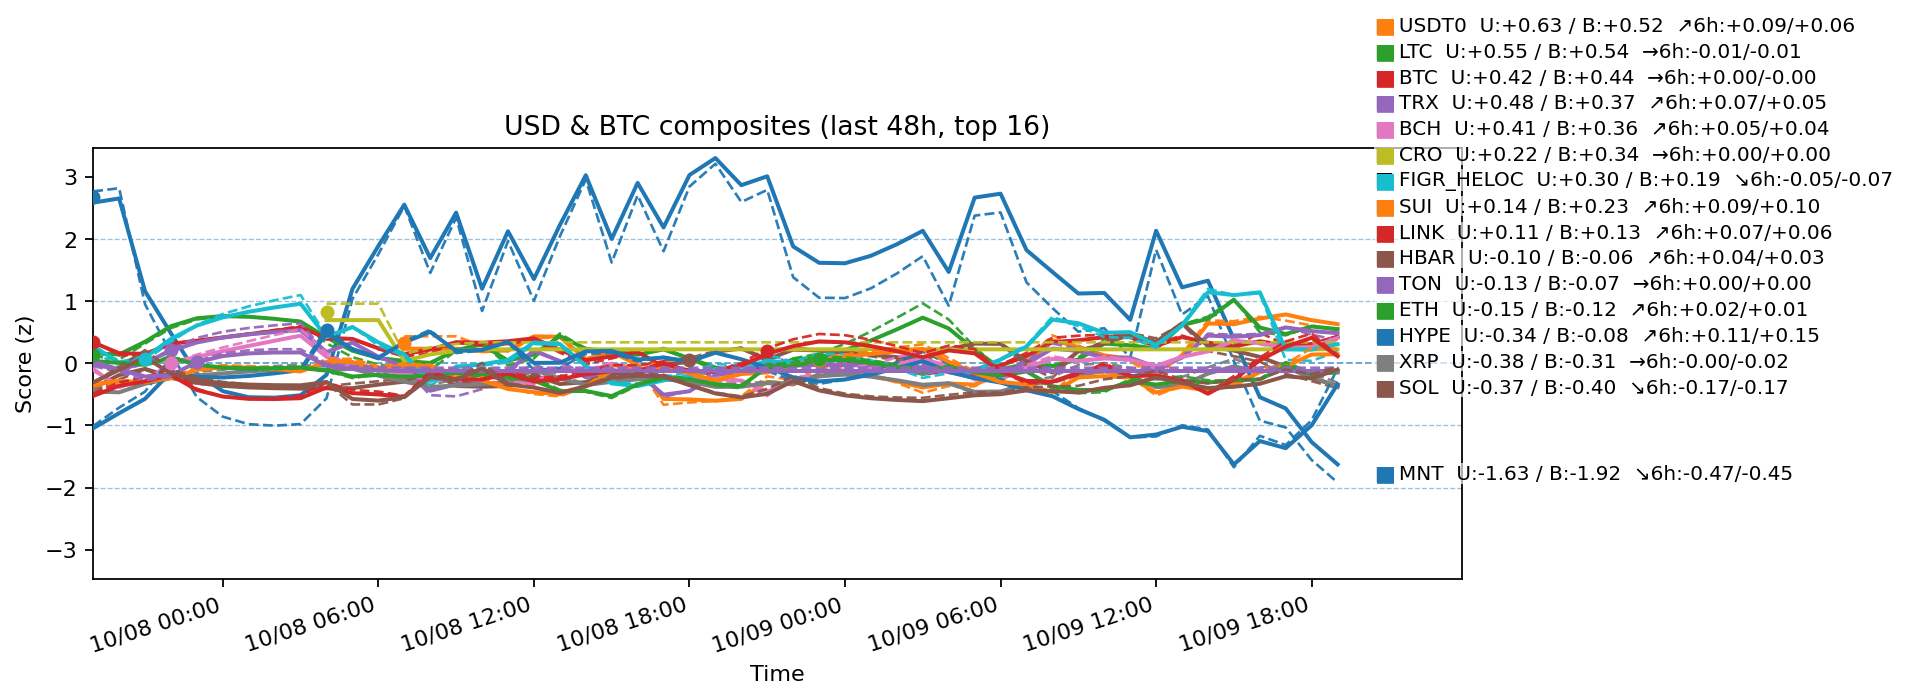 USDT0 U:+0.63 / B:+0.52 ↗6h:+0.09/+0.06
LTC U:+0.55 / B:+0.54 →6h:-0.01/-0.01
BTC U:+0.42 / B:+0.44 →6h:+0.00/-0.00
TRX U:+0.48 / B:+0.37 ↗6h:+0.07/+0.05
BCH U:+0.41 / B:+0.36 ↗6h:+0.05/+0.04
CRO U:+0.22 / B:+0.34 →6h:+0.00/+0.00
FIGR_HELOC U:+0.30 / B:+0.19 ↘6h:-0.05/-0.07
SUI U:+0.14 / B:+0.23 ↗6h:+0.09/+0.10
LINK U:+0.11 / B:+0.13 ↗6h:+0.07/+0.06
HBAR U:-0.10 / B:-0.06 ↗6h:+0.04/+0.03
TON U:-0.13 / B:-0.07 →6h:+0.00/+0.00
ETH U:-0.15 / B:-0.12 ↗6h:+0.02/+0.01
HYPE U:-0.34 / B:-0.08 ↗6h:+0.11/+0.15
XRP U:-0.38 / B:-0.31 →6h:-0.00/-0.02
SOL U:-0.37 / B:-0.40 ↘6h:-0.17/-0.17
MNT U:-1.63 / B:-1.92 ↘6h:-0.47/-0.45
USD & BTC composites (last 48h, top 16)
Score (z)
3
2
1
0
−1
−2
−3
10/08 00:00
10/08 06:00
10/08 12:00
10/08 18:00
10/09 00:00
10/09 06:00
10/09 12:00
10/09 18:00
Time